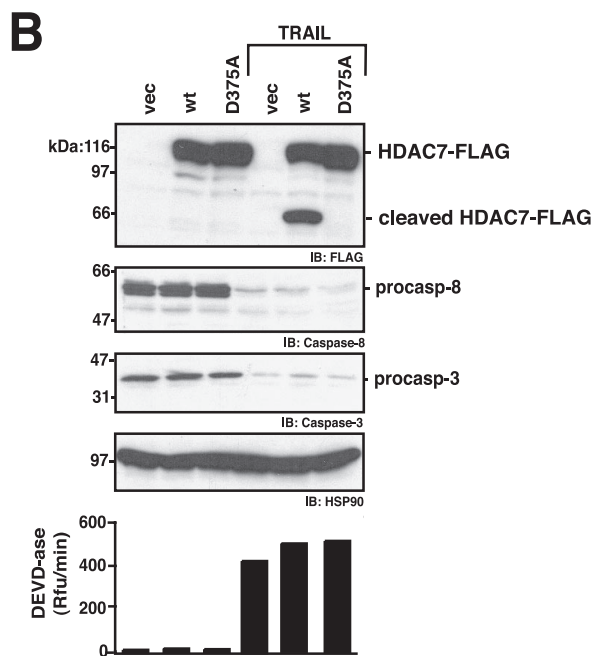 B
TRAIL
vec wt D375A vec wt D375A
kDa:116
97
66
HDAC7-FLAG
cleaved HDAC7-FLAG
IB: FLAG
66
47
procasp-8
IB: Caspase-8
47
31
procasp-3
IB: Caspase-3
97
IB: HSP90
DEVD-ase
(Rfu/min)
600
400
200
0